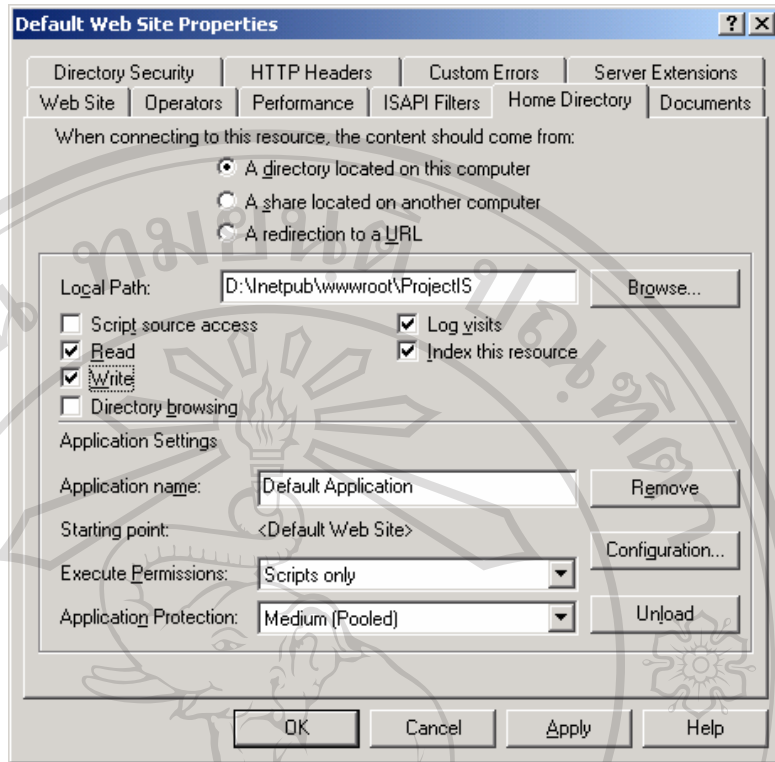 Default Web Site Properties
Directory Security HTTP Headers Custom Errors Server Extensions
Web Site Operators Performance ISAPI Filters Home Directory Documents
When connecting to this resource, the content should come from:
A directory located on this computer
A share located on another computer
A redirection to a URL
Local Path: D:\Inetpub\wwwroot\ProjectIS Browse...
Script source access Log visits
Read Index this resource
Write
Directory browsing
Application Settings
Application name: Default Application Remove
Starting point: <Default Web Site>
Configuration...
Execute Permissions: Scripts only
Application Protection: Medium (Pooled) Unload
OK Cancel Apply Help